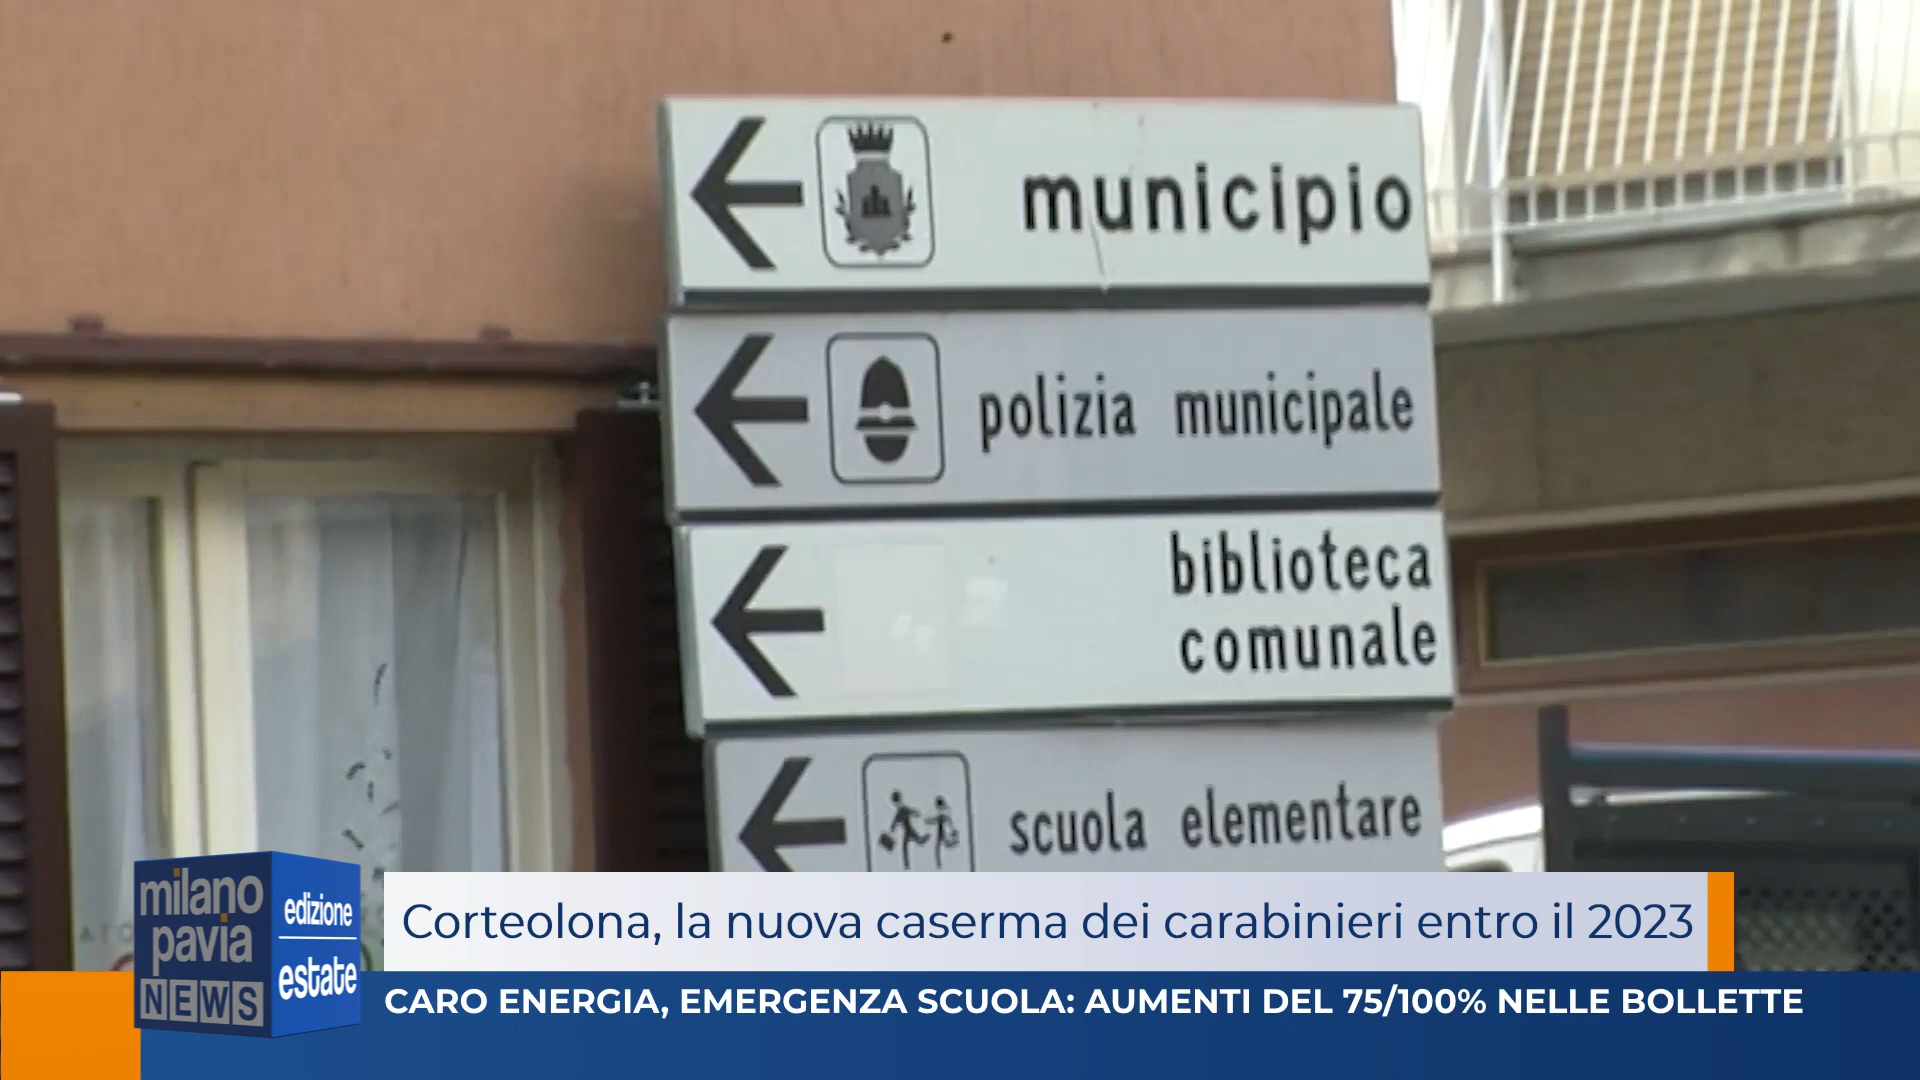 municipio
polizia municipale
biblioteca
comunale
scuola elementare
milano
pavia
NEWS
edizione
estate
Corteolona, la nuova caserma dei carabinieri entro il 2023
CARO ENERGIA, EMERGENZA SCUOLA: AUMENTI DEL 75/100% NELLE BOLLETTE